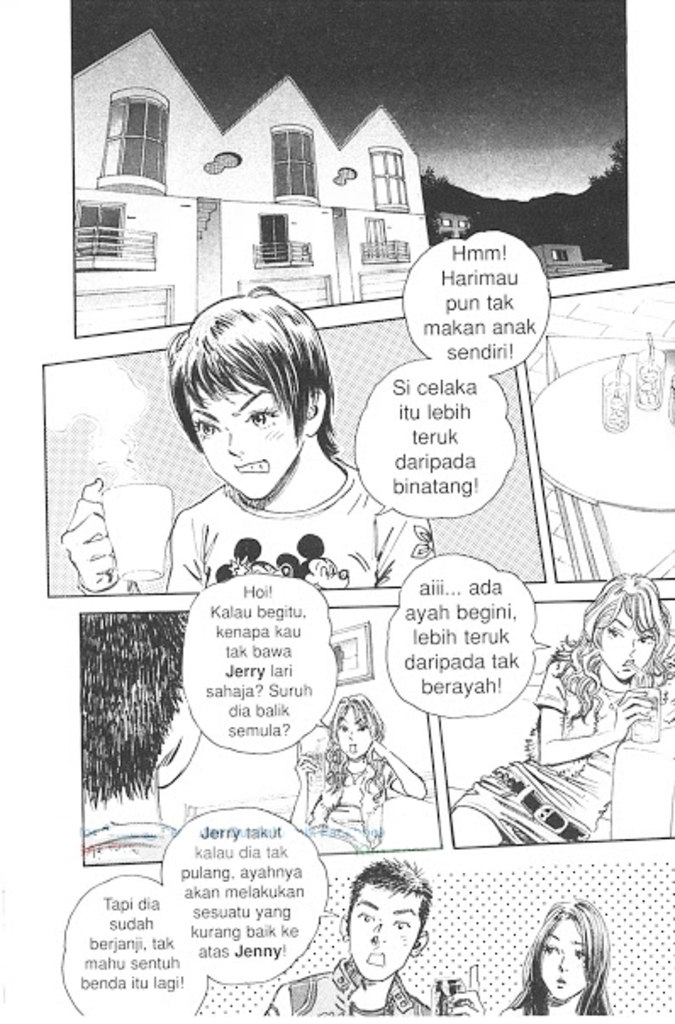 Hmm!
Harimau
pun tak
makan anak
sendiri!
Si celaka
itu lebih
teruk
daripada
binatang!
Hoi!
Kalau begitu,
kenapa kau
tak bawa
Jerry lari
sahaja? Suruh
dia balik
semula?
aiii... ada
ayah begini,
lebih teruk
daripada tak
berayah!
Jerry takut
kalau dia tak
pulang, ayahnya
akan melakukan
sesuatu yang
kurang baik ke
atas Jenny!
Tapi dia
sudah
berjanji, tak
mahu sentuh
benda itu lagi!